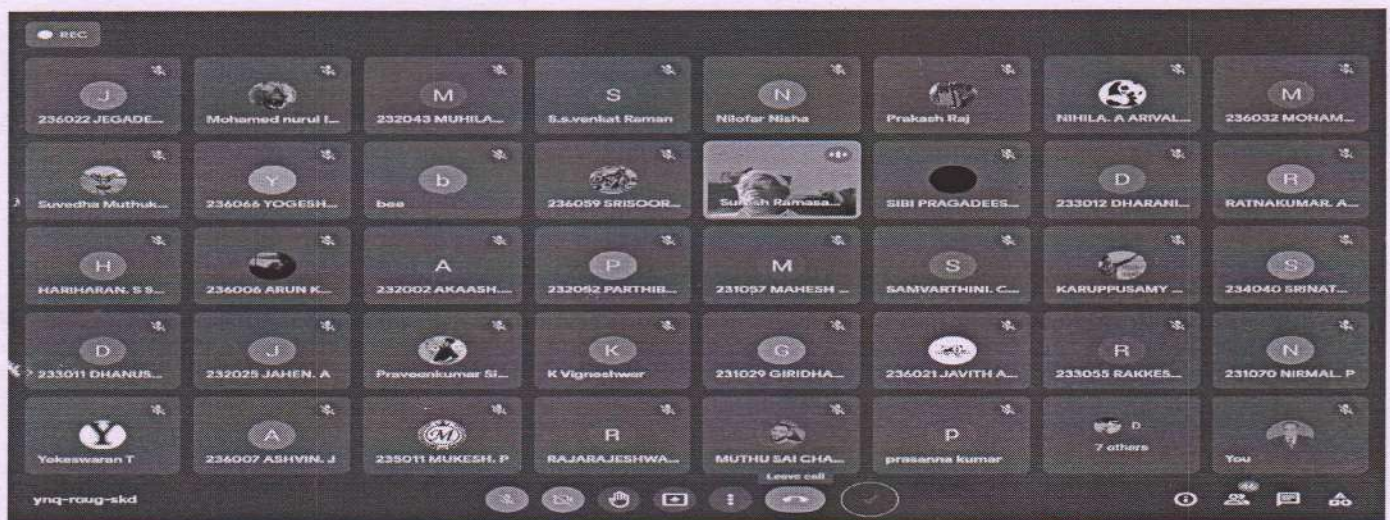 REC
J M S N M
236022 JEGADE... Mohamed nurul I... 232043 MUHILA... S.s.venkat Raman Nilofar Nisha Prakash Raj NIHILA. A ARIVAL... 236032 MOHAM...
Y b D R
Suvedha Muthuk... 236066 YOGESH... bee 236059 SRISOOR... Suresh Ramasa... SIBI PRAGADEES... 233012 DHARANI... RATNAKUMAR. A...
H A P M S S
HARIHARAN. S S... 236006 ARUN K... 232002 AKAASH... 232052 PARTHIB... 231057 MAHESH ... SAMVARTHINI. C... KARUPPUSAMY ... 234040 SRINAT...
D J K G R N
233011 DHANUS... 232025 JAHEN. A Praveenkumar Si... K Vigneshwar 231029 GIRIDHA... 236021 JAVITH A... 233055 RAKKES... 231070 NIRMAL. P
Y A M R P D
Yokeswaran T 236007 ASHVIN. J 235011 MUKESH. P RAJARAJESHWA... MUTHU SAI CHA... prasanna kumar 7 others You
Leave call
ynq-roug-skd 46